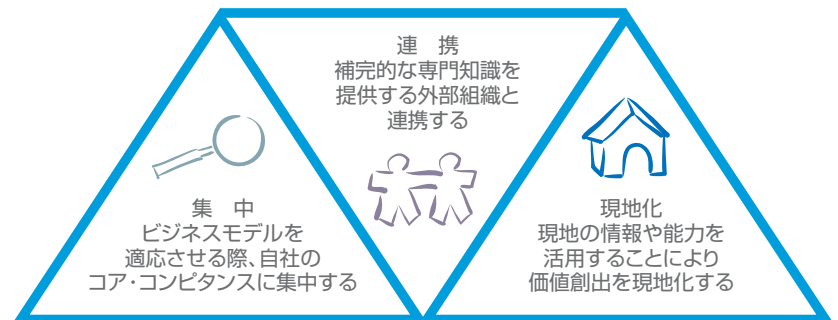 連　携
補完的な専門知識を
提供する外部組織と
連携する
集　中
ビジネスモデルを
適応させる際、自社の
コア・コンピタンスに集中する
現地化
現地の情報や能力を
活用することにより
価値創出を現地化する